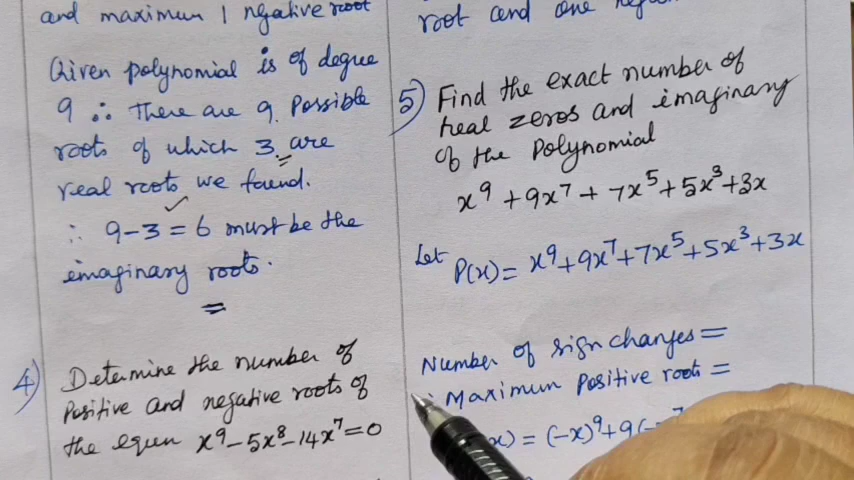 and maximum 1 negative root
Given polynomial is of degree
9 ∴ There are 9. Possible
roots of which 3 are
real roots we found.
∴ 9-3 = 6 must be the
imaginary roots.
4) Determine the number of
Positive and negative roots of
the equen x⁹-5x⁸-14x⁷=0
root and one
5) Find the exact number of
real zeros and imaginary
of the Polynomial
x⁹+9x⁷+7x⁵+5x³+3x
Let P(x)= x⁹+9x⁷+7x⁵+5x³+3x
Number of sign changes =
Maximum Positive root =
x) = (-x)⁹+9(-